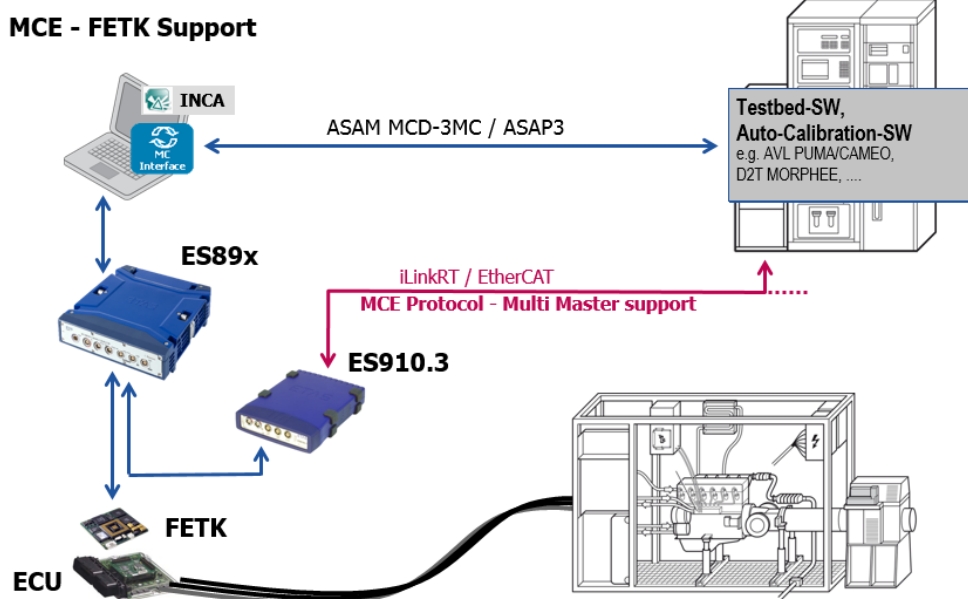 MCE - FETK Support
INCA
MC
Interface
ASAM MCD-3MC / ASAP3
Testbed-SW,
Auto-Calibration-SW
e.g. AVL PUMA/CAMEO,
D2T MORPHEE, ....
ES89x
iLinkRT / EtherCAT
MCE Protocol - Multi Master support
ES910.3
FETK
ECU